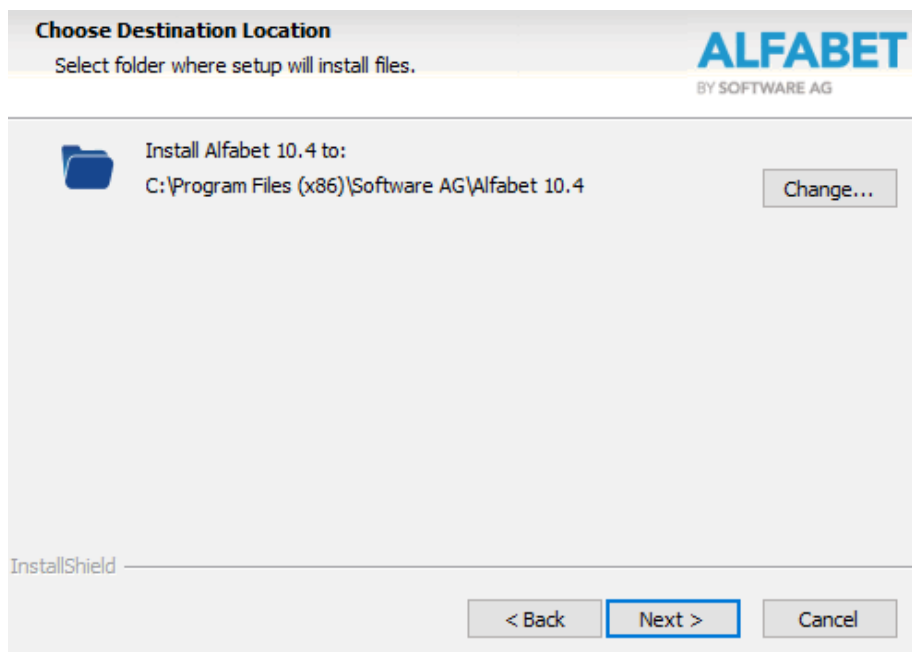 Choose Destination Location
Select folder where setup will install files.
ALFABET
BY SOFTWARE AG
Install Alfabet 10.4 to:
C:\Program Files (x86)\Software AG\Alfabet 10.4
Change...
InstallShield
< Back
Next >
Cancel